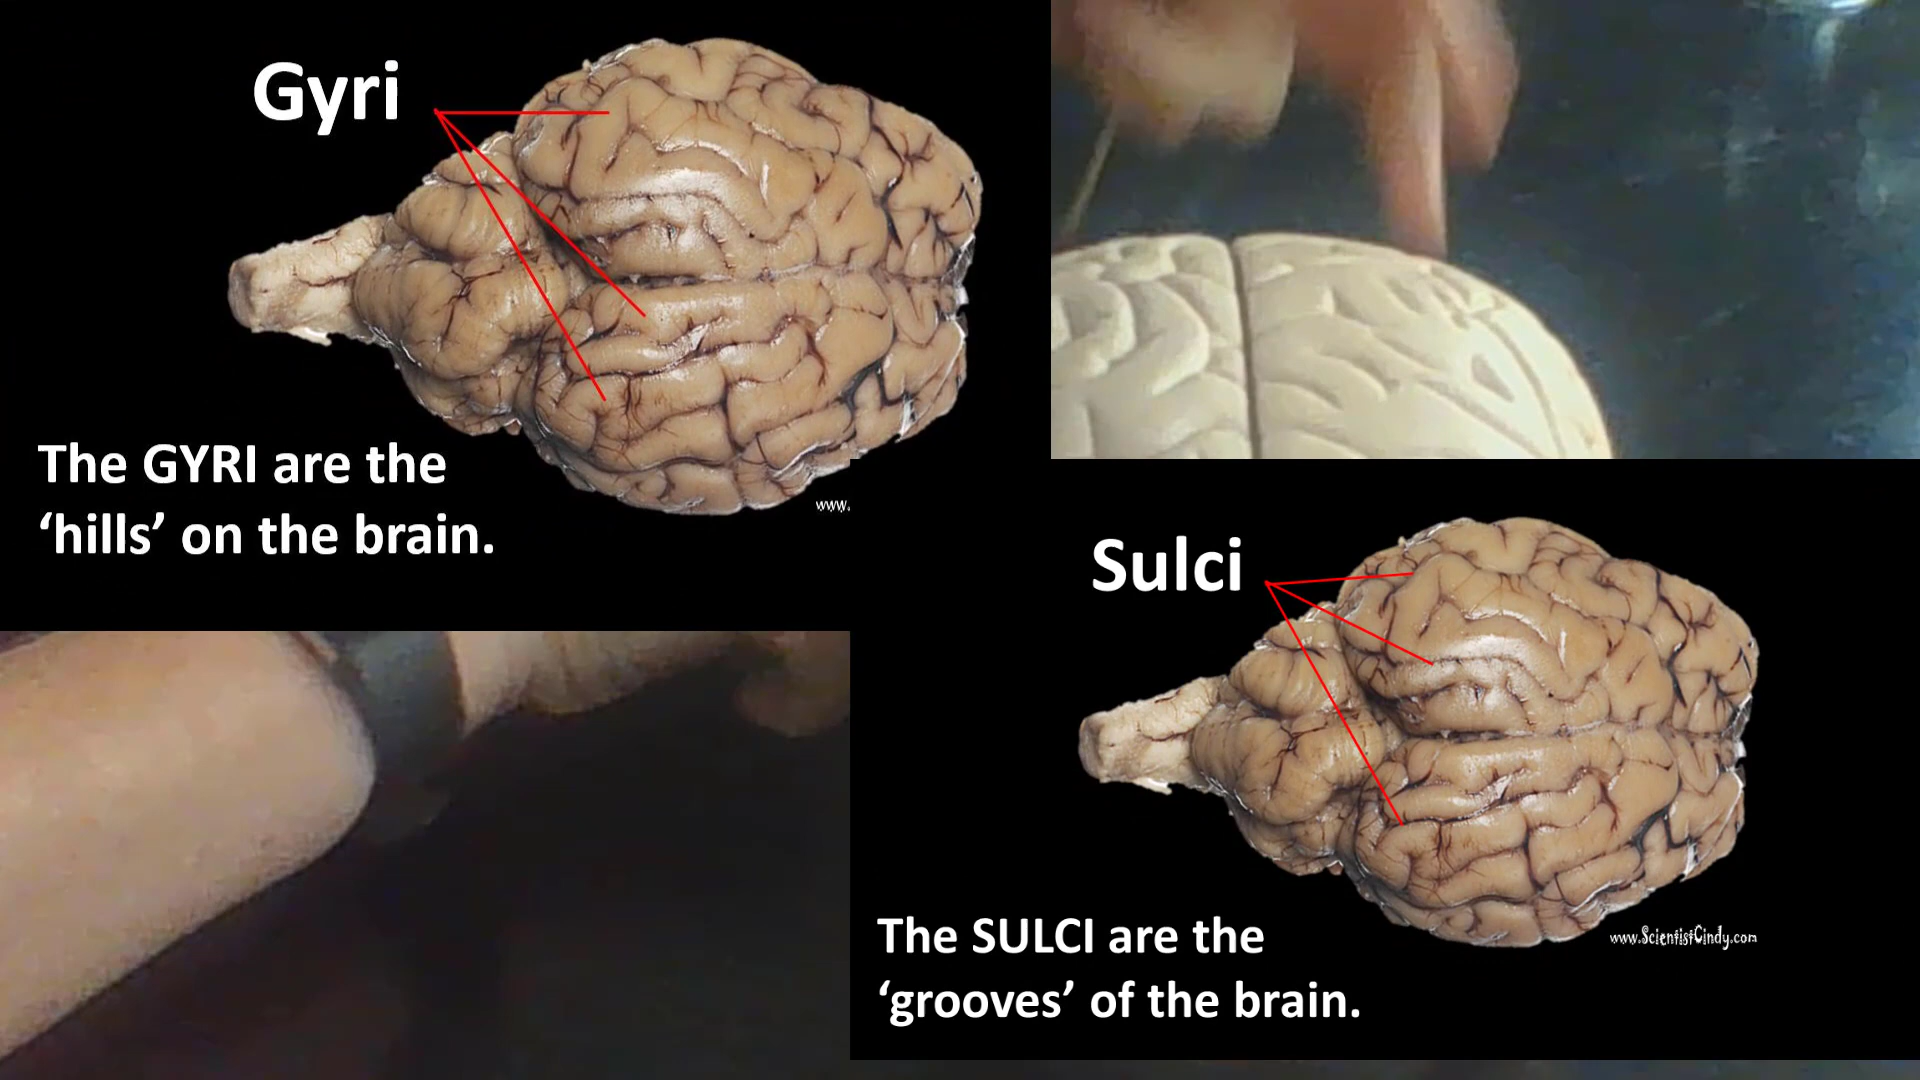 Gyri
The GYRI are the
‘hills’ on the brain.
www.
Sulci
The SULCI are the
‘grooves’ of the brain.
www.ScientistCindy.com